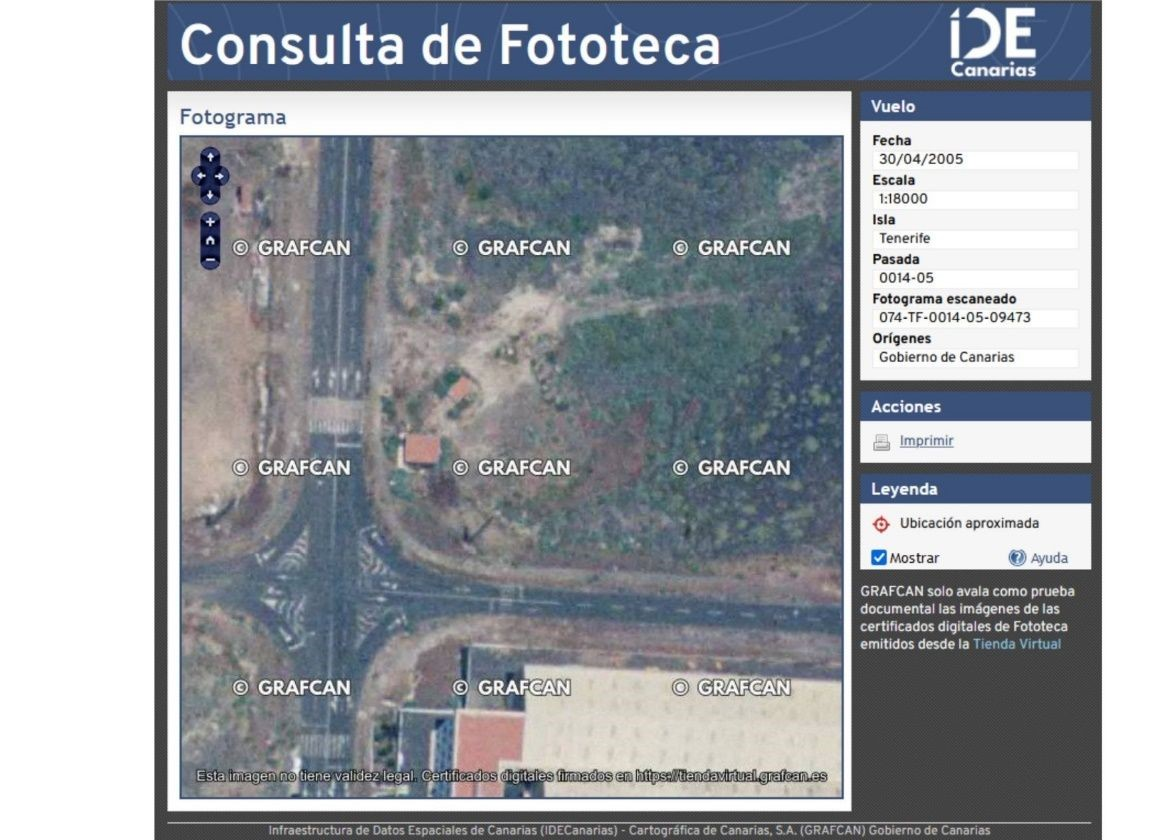 Consulta de Fototeca
iDE
Canarias
Fotograma
© GRAFCAN © GRAFCAN © GRAFCAN
© GRAFCAN © GRAFCAN © GRAFCAN
© GRAFCAN © GRAFCAN © GRAFCAN
Esta imagen no tiene validez legal. Certificados digitales firmados en https://tiendavirtual.grafcan.es
Vuelo
Fecha
30/04/2005
Escala
1:18000
Isla
Tenerife
Pasada
0014-05
Fotograma escaneado
074-TF-0014-05-09473
Orígenes
Gobierno de Canarias
Acciones
Imprimir
Leyenda
Ubicación aproximada
Mostrar Ayuda
GRAFCAN solo avala como prueba
documental las imágenes de las
certificados digitales de Fototeca
emitidos desde la Tienda Virtual
Infraestructura de Datos Espaciales de Canarias (IDECanarias) - Cartográfica de Canarias, S.A. (GRAFCAN) Gobierno de Canarias